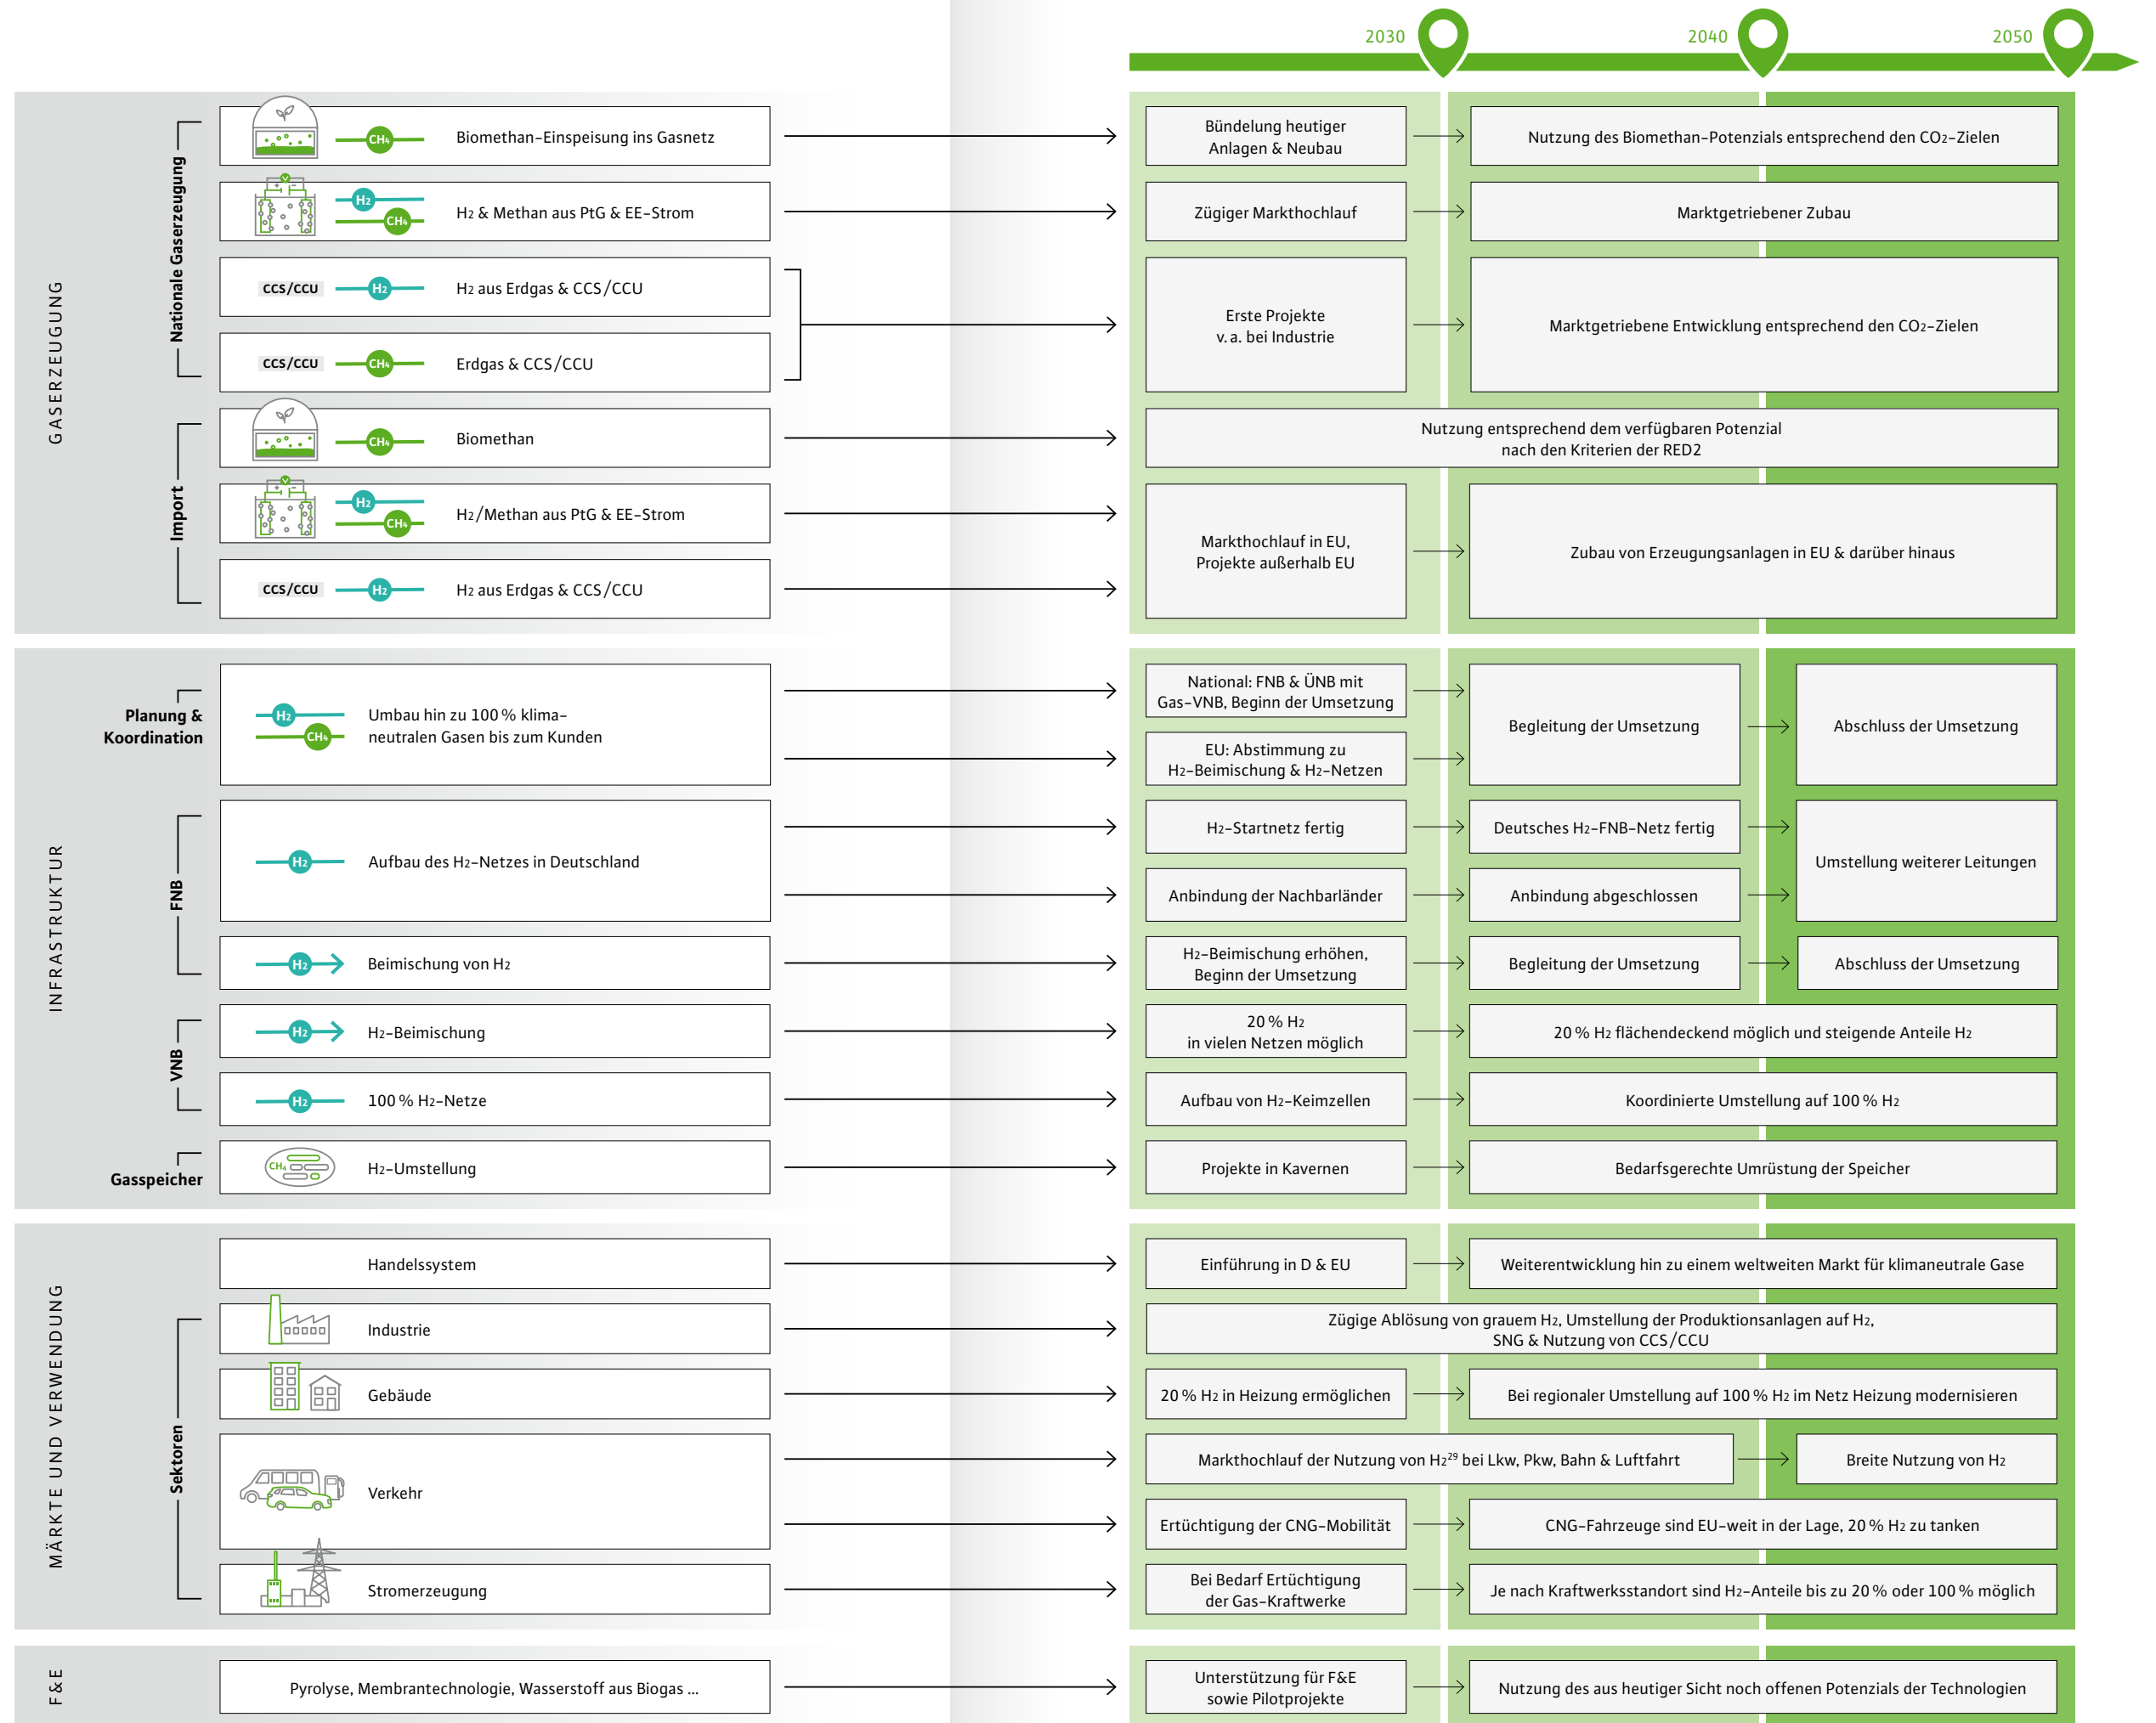 2030
2040
2050
GASERZEUGUNG
Nationale Gaserzeugung
CH4
Biomethan-Einspeisung ins Gasnetz
Bündelung heutiger
Anlagen & Neubau
Nutzung des Biomethan-Potenzials entsprechend den CO2-Zielen
H2
CH4
H2 & Methan aus PtG & EE-Strom
Zügiger Markthochlauf
Marktgetriebener Zubau
CCS/CCU
H2
H2 aus Erdgas & CCS/CCU
CCS/CCU
CH4
Erdgas & CCS/CCU
Erste Projekte
v. a. bei Industrie
Marktgetriebene Entwicklung entsprechend den CO2-Zielen
Import
CH4
Biomethan
Nutzung entsprechend dem verfügbaren Potenzial
nach den Kriterien der RED2
H2
CH4
H2/Methan aus PtG & EE-Strom
CCS/CCU
H2
H2 aus Erdgas & CCS/CCU
Markthochlauf in EU,
Projekte außerhalb EU
Zubau von Erzeugungsanlagen in EU & darüber hinaus
INFRASTRUKTUR
Planung &
Koordination
H2
CH4
Umbau hin zu 100 % klima-
neutralen Gasen bis zum Kunden
National: FNB & ÜNB mit
Gas-VNB, Beginn der Umsetzung
EU: Abstimmung zu
H2-Beimischung & H2-Netzen
Begleitung der Umsetzung
Abschluss der Umsetzung
FNB
H2
Aufbau des H2-Netzes in Deutschland
H2-Startnetz fertig
Deutsches H2-FNB-Netz fertig
Anbindung der Nachbarländer
Anbindung abgeschlossen
Umstellung weiterer Leitungen
H2
Beimischung von H2
H2-Beimischung erhöhen,
Beginn der Umsetzung
Begleitung der Umsetzung
Abschluss der Umsetzung
VNB
H2
H2-Beimischung
20 % H2
in vielen Netzen möglich
20 % H2 flächendeckend möglich und steigende Anteile H2
H2
100 % H2-Netze
Aufbau von H2-Keimzellen
Koordinierte Umstellung auf 100 % H2
Gasspeicher
CH4
H2-Umstellung
Projekte in Kavernen
Bedarfsgerechte Umrüstung der Speicher
MÄRKTE UND VERWENDUNG
Handelssystem
Einführung in D & EU
Weiterentwicklung hin zu einem weltweiten Markt für klimaneutrale Gase
Sektoren
Industrie
Zügige Ablösung von grauem H2, Umstellung der Produktionsanlagen auf H2,
SNG & Nutzung von CCS/CCU
Gebäude
20 % H2 in Heizung ermöglichen
Bei regionaler Umstellung auf 100 % H2 im Netz Heizung modernisieren
Verkehr
Markthochlauf der Nutzung von H2²⁹ bei Lkw, Pkw, Bahn & Luftfahrt
Breite Nutzung von H2
Ertüchtigung der CNG-Mobilität
CNG-Fahrzeuge sind EU-weit in der Lage, 20 % H2 zu tanken
Stromerzeugung
Bei Bedarf Ertüchtigung
der Gas-Kraftwerke
Je nach Kraftwerksstandort sind H2-Anteile bis zu 20 % oder 100 % möglich
F&E
Pyrolyse, Membrantechnologie, Wasserstoff aus Biogas ...
Unterstützung für F&E
sowie Pilotprojekte
Nutzung des aus heutiger Sicht noch offenen Potenzials der Technologien